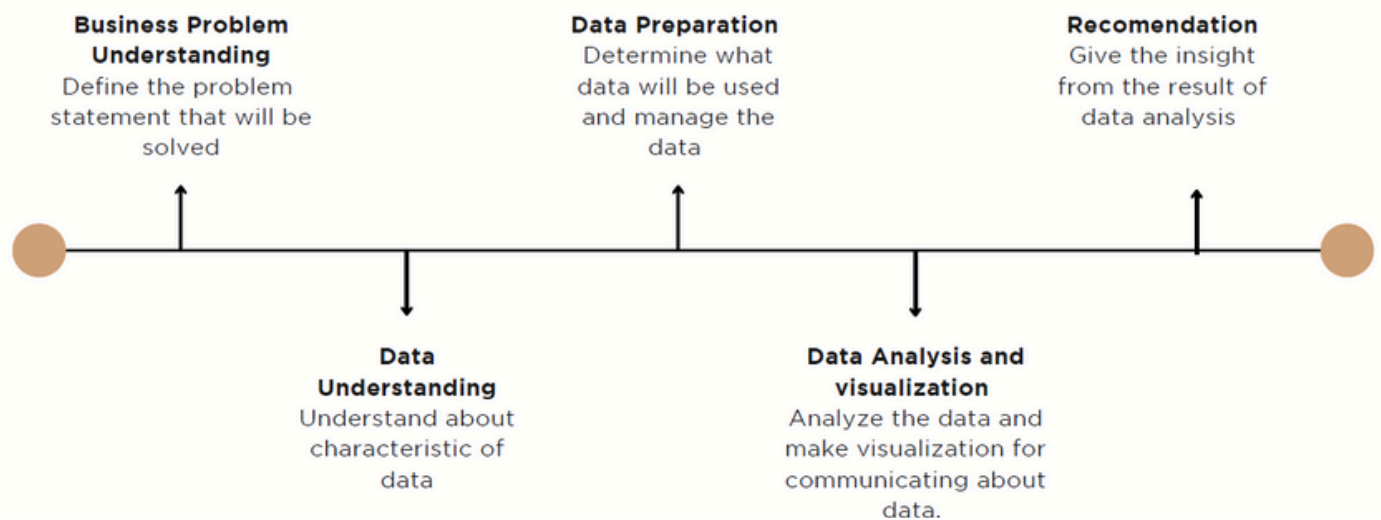 Business Problem
Understanding
Define the problem
statement that will be
solved
Data
Understanding
Understand about
characteristic of
data
Data Preparation
Determine what
data will be used
and manage the
data
Data Analysis and
visualization
Analyze the data and
make visualization for
communicating about
data.
Recomendation
Give the insight
from the result of
data analysis